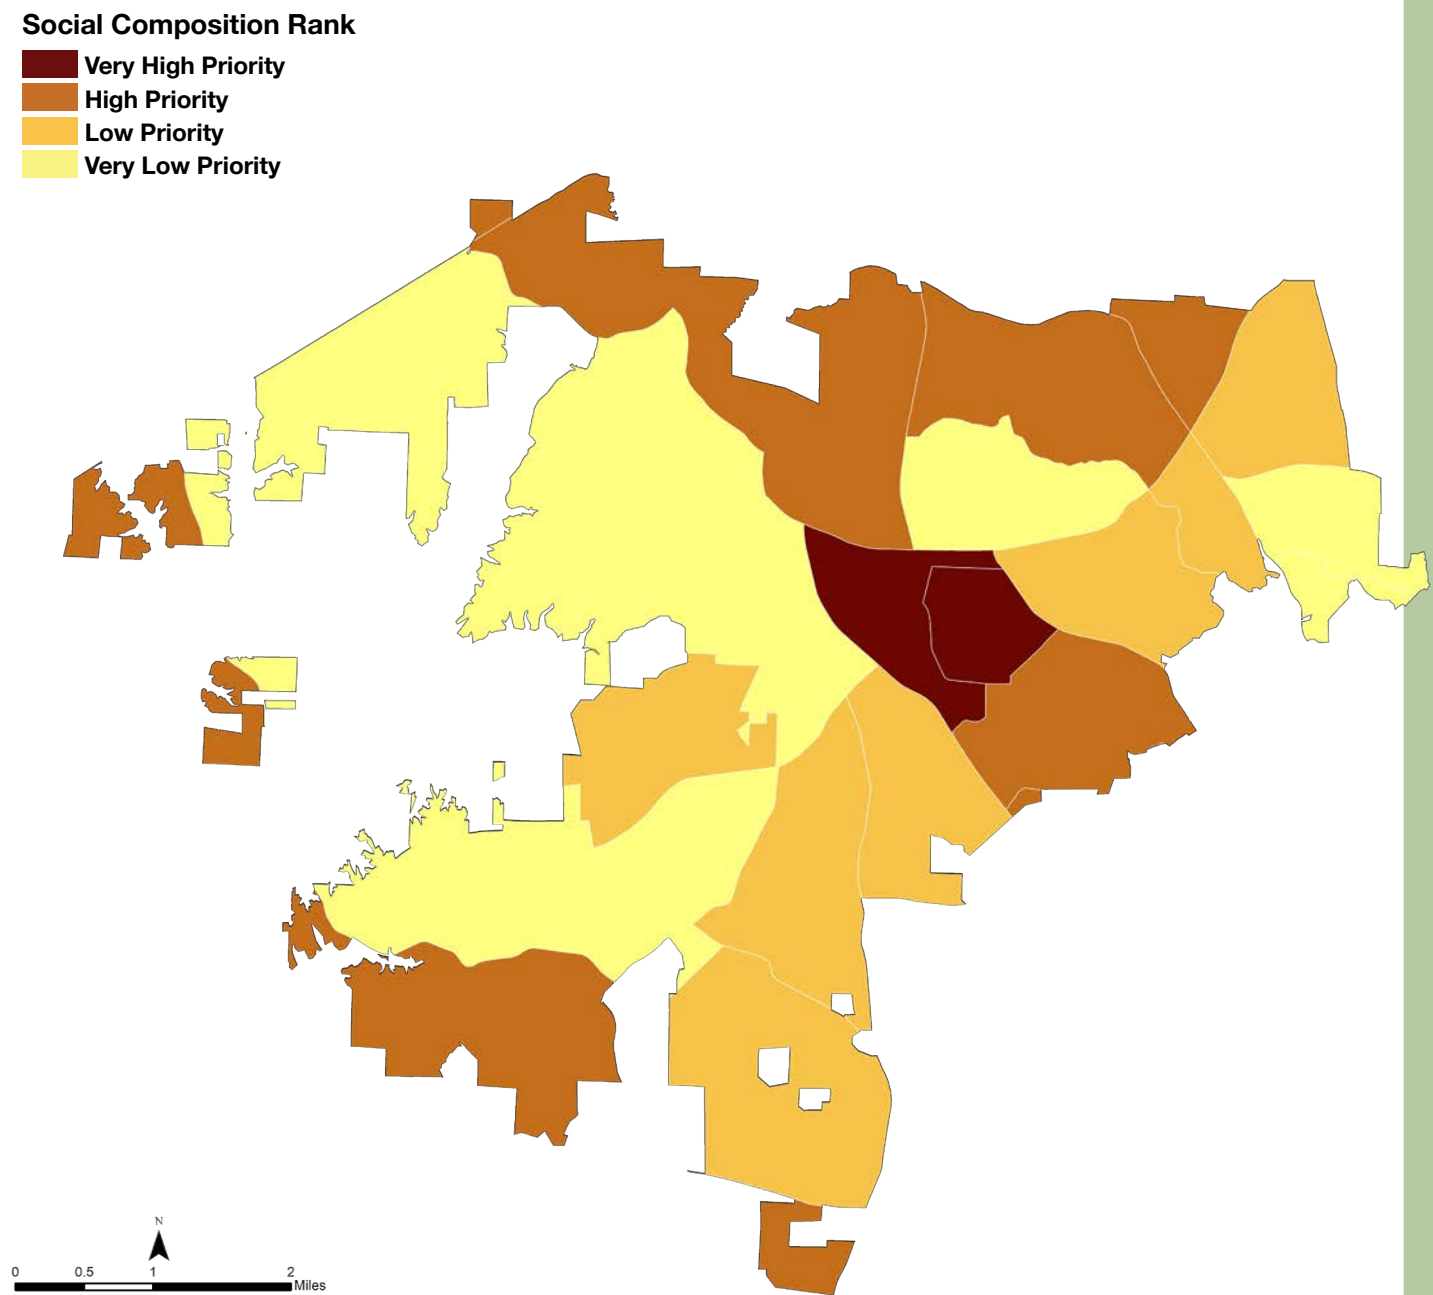 Social Composition Rank
Very High Priority
High Priority
Low Priority
Very Low Priority
N
0 0.5 1 2
Miles